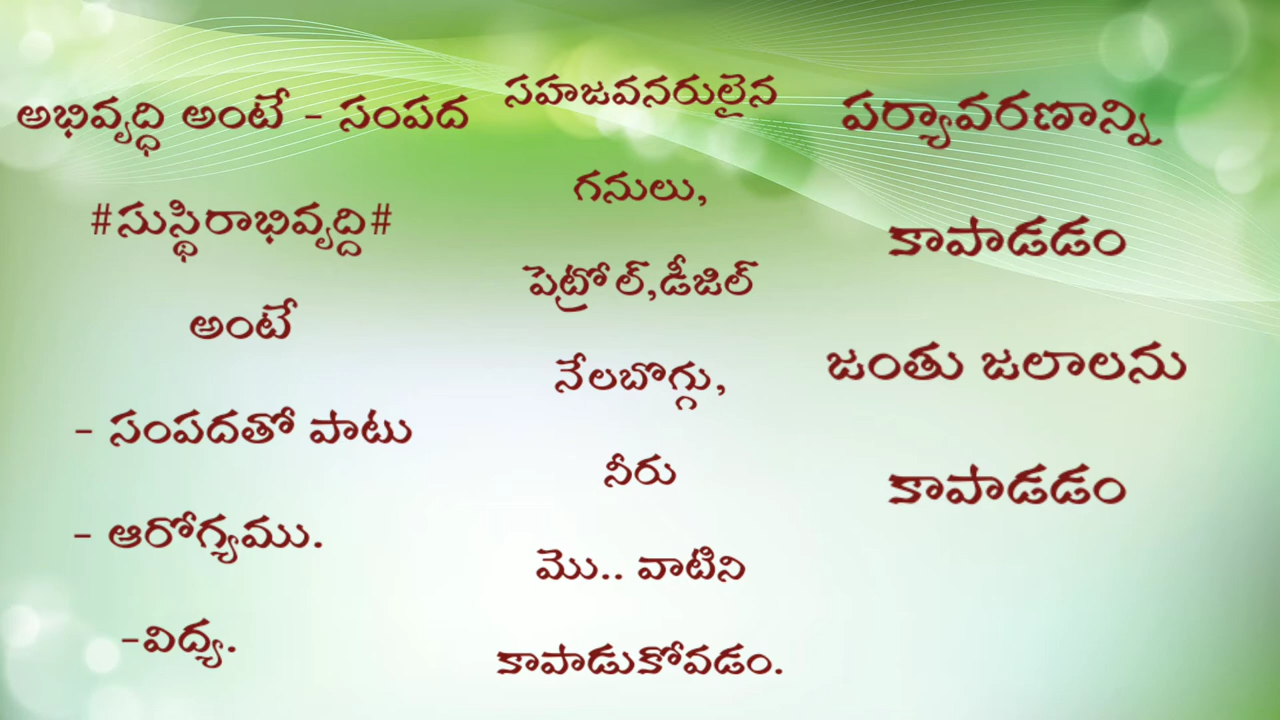 అభివృద్ధి అంటే - సంపద
#సుస్థిరాభివృద్ది#
అంటే
- సంపదతో పాటు
- ఆరోగ్యము.
-విద్య.
సహజవనరులైన
గనులు,
పెట్రోల్,డీజిల్
నేలబొగ్గు,
నీరు
మొ.. వాటిని
కాపాడుకోవడం.
పర్యావరణాన్ని
కాపాడడం
జంతు జలాలను
కాపాడడం